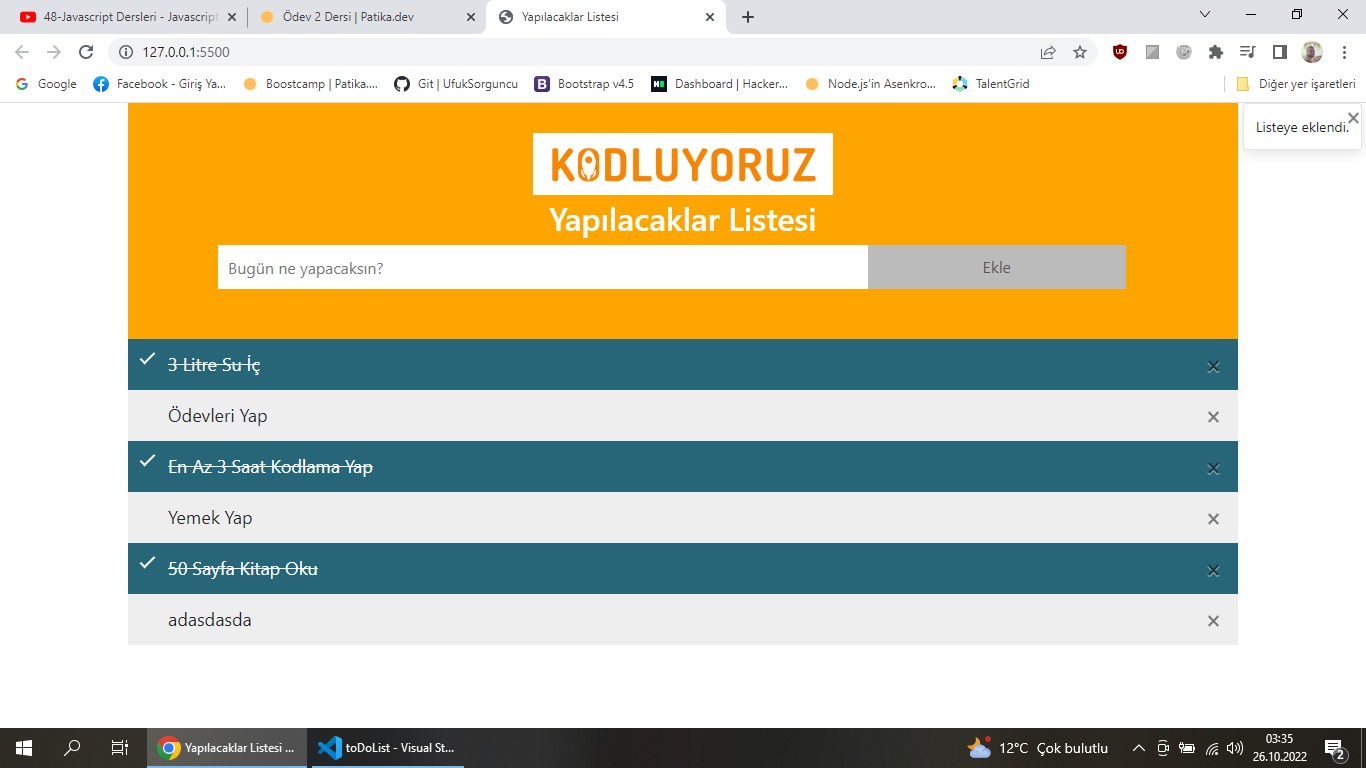 48-Javascript Dersleri - Javascript
Ödev 2 Dersi | Patika.dev
Yapılacaklar Listesi
127.0.0.1:5500
Google
Facebook - Giriş Ya...
Boostcamp | Patika....
Git | UfukSorguncu
Bootstrap v4.5
Dashboard | Hacker...
Node.js'in Asenkro...
TalentGrid
Diğer yer işaretleri
Listeye eklendi.
KODLUYORUZ
Yapılacaklar Listesi
Bugün ne yapacaksın?
Ekle
3 Litre Su İç
Ödevleri Yap
En Az 3 Saat Kodlama Yap
Yemek Yap
50 Sayfa Kitap Oku
adasdasda
Yapılacaklar Listesi ...
toDoList - Visual St...
12°C Çok bulutlu
03:35
26.10.2022
2